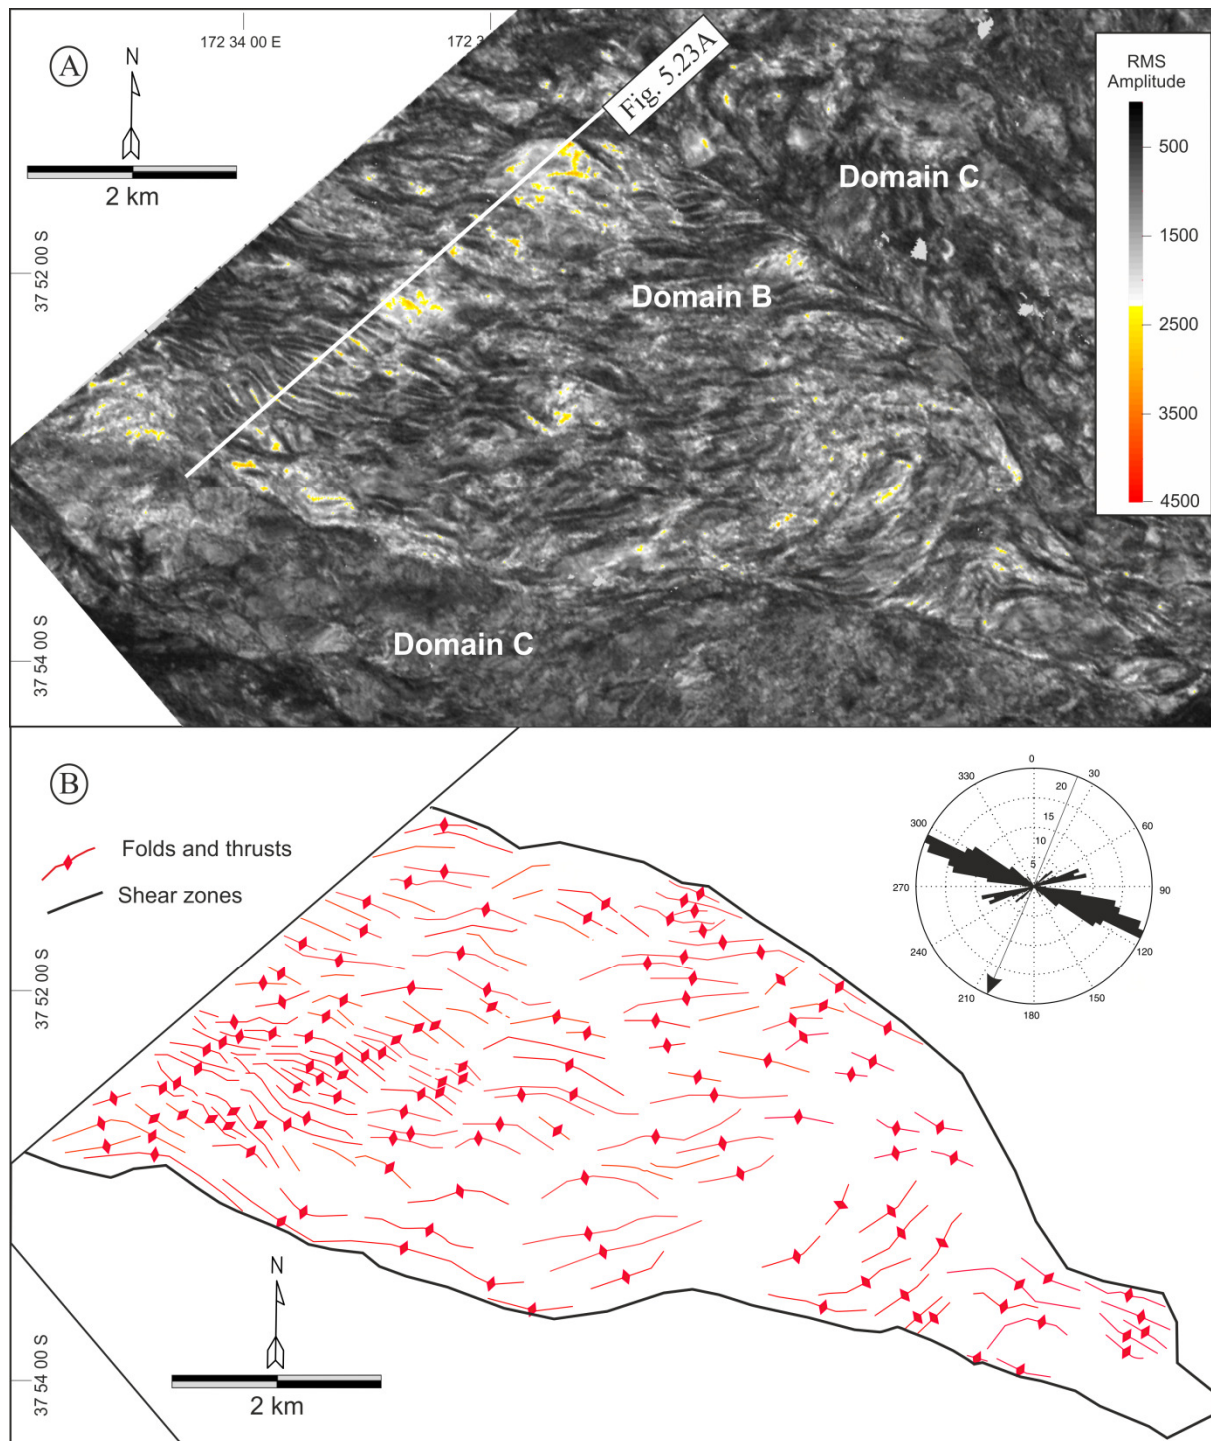 A
N
2 km
172 34 00 E
172 3
Fig. 5.23A
RMS
Amplitude
500
1500
2500
3500
4500
Domain C
37 52 00 S
Domain B
Domain C
37 54 00 S
B
Folds and thrusts
Shear zones
0
30
60
90
120
150
180
210
240
270
300
330
20
15
10
5
37 52 00 S
N
2 km
37 54 00 S